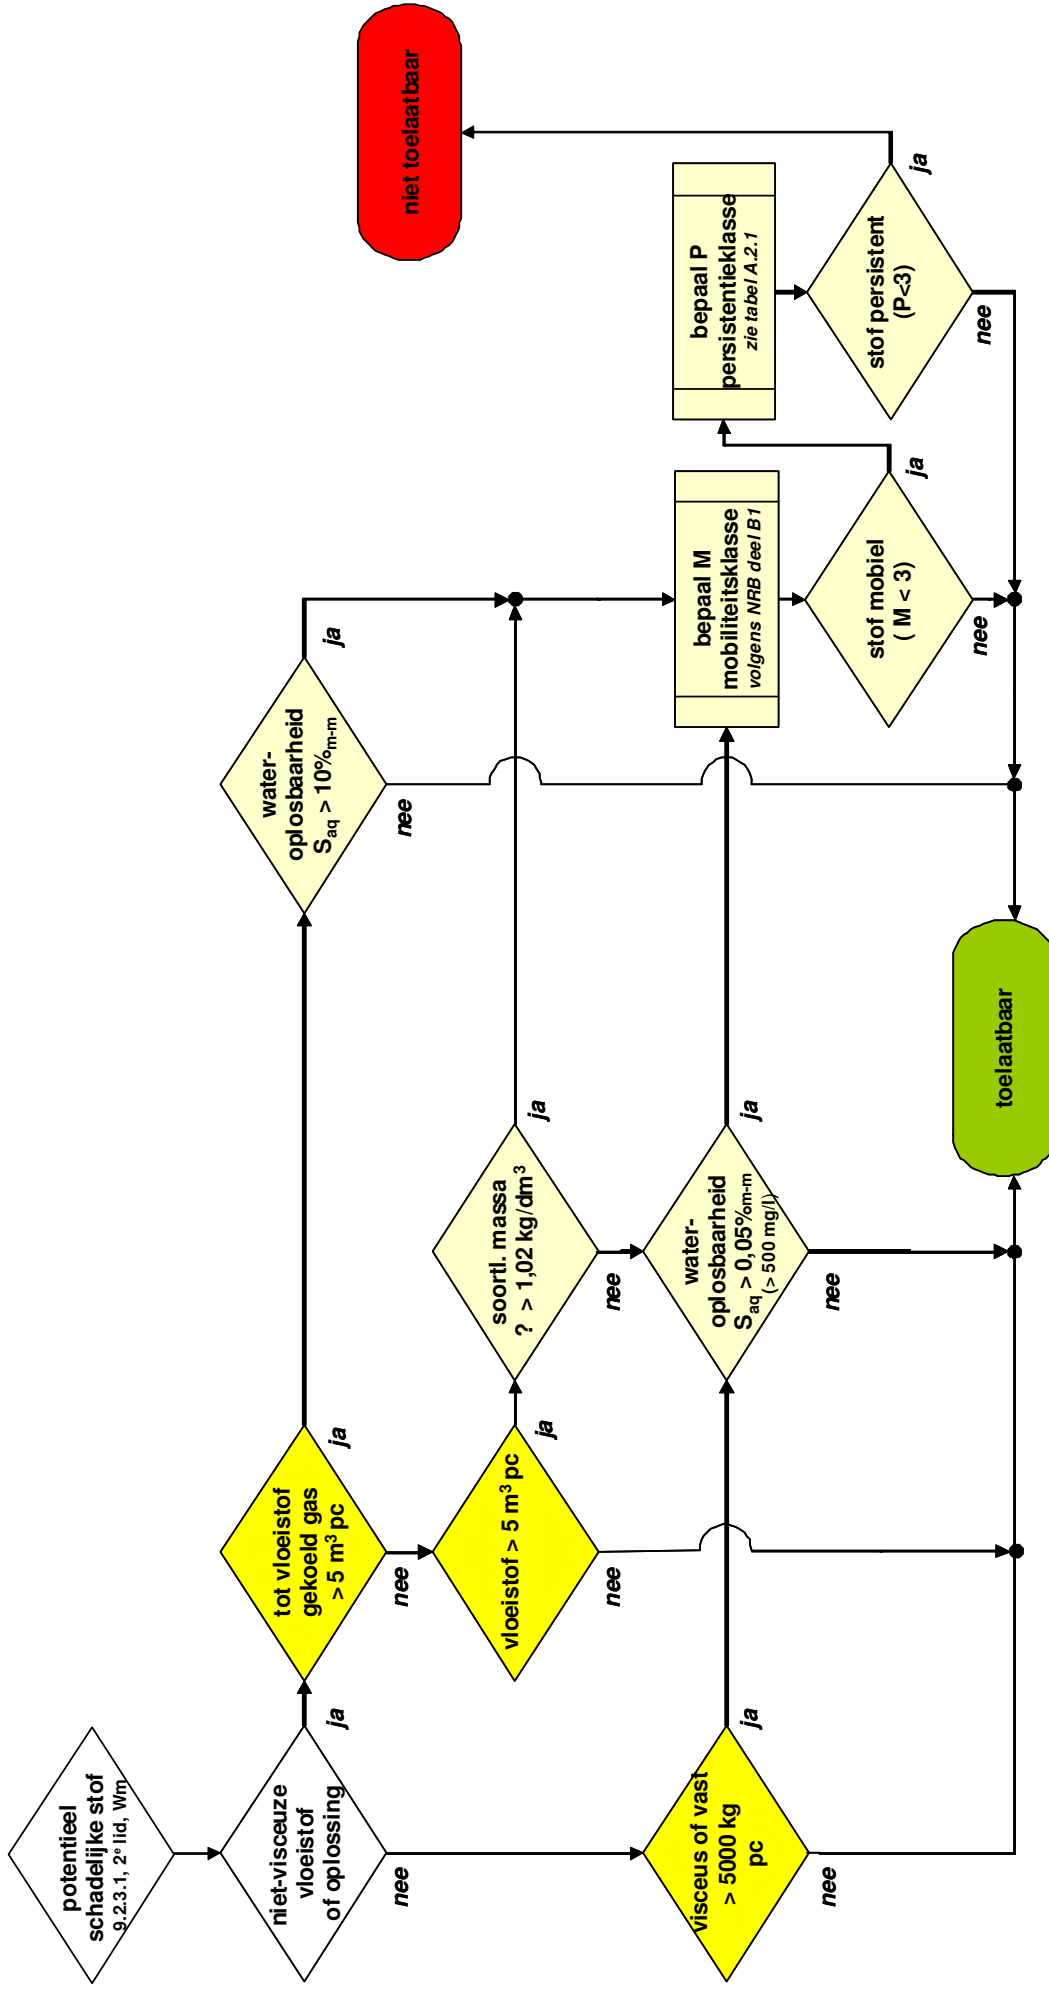 potentieel
schadelijke stof
9.2.3.1, 2e lid, Wm
niet-visceuze
vloeistof
of oplossing
ja
nee
tot vloeistof
gekoeld gas
> 5 m³ pc
ja
nee
water-
oplosbaarheid
Saq > 10%m-m
ja
nee
vloeistof > 5 m³ pc
ja
nee
soortl. massa
? > 1,02 kg/dm³
ja
nee
visceus of vast
> 5000 kg
pc
ja
nee
water-
oplosbaarheid
Saq > 0,05%m-m
(> 500 mg/l)
ja
nee
bepaal M
mobiliteitsklasse
volgens NRB deel B1
stof mobiel
( M < 3)
ja
nee
bepaal P
persistentieklasse
zie tabel A.2.1
stof persistent
(P<3)
ja
nee
niet toelaatbaar
toelaatbaar